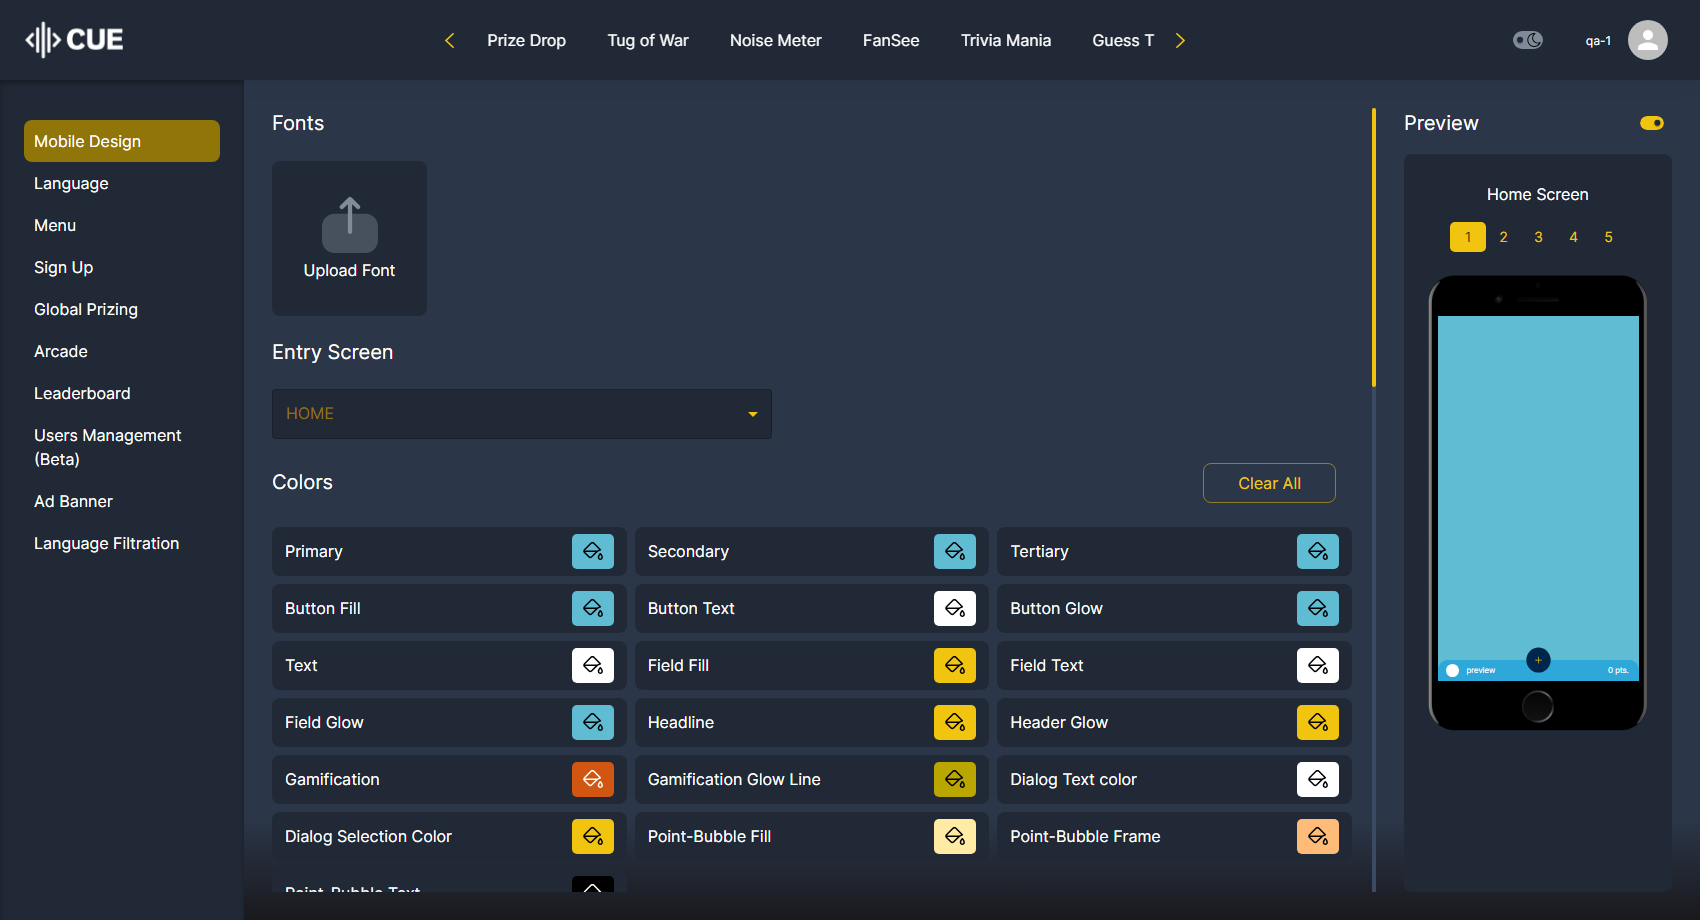 CUE
Prize Drop
Tug of War
Noise Meter
FanSee
Trivia Mania
Guess T
qa-1
Mobile Design
Language
Menu
Sign Up
Global Prizing
Arcade
Leaderboard
Users Management
(Beta)
Ad Banner
Language Filtration
Fonts
Upload Font
Entry Screen
HOME
Colors
Clear All
Primary
Secondary
Tertiary
Button Fill
Button Text
Button Glow
Text
Field Fill
Field Text
Field Glow
Headline
Header Glow
Gamification
Gamification Glow Line
Dialog Text color
Dialog Selection Color
Point-Bubble Fill
Point-Bubble Frame
Point-Bubble Text
Preview
Home Screen
1 2 3 4 5
preview
+
0 pts.